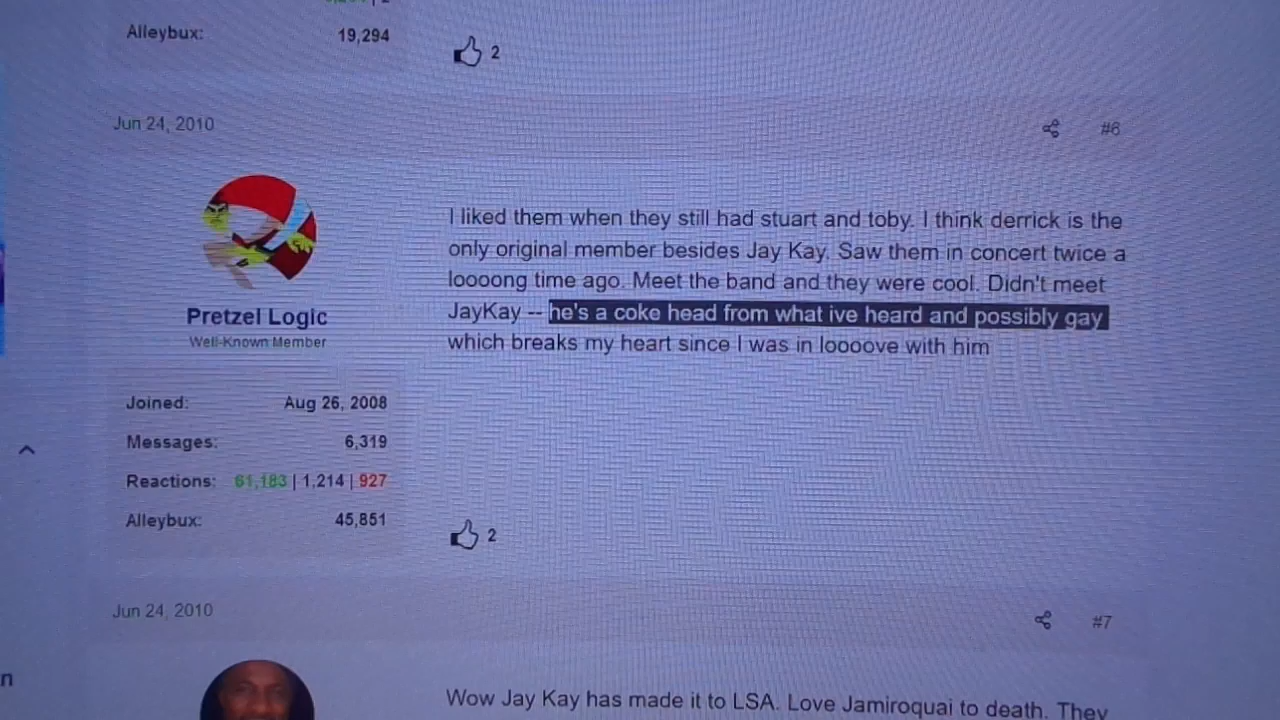 Alleybux: 19,294
2
Jun 24, 2010 #6
I liked them when they still had stuart and toby. I think derrick is the
only original member besides Jay Kay. Saw them in concert twice a
loooong time ago. Meet the band and they were cool. Didn't meet
JayKay -- he's a coke head from what ive heard and possibly gay
which breaks my heart since I was in loooove with him
Pretzel Logic
Well-Known Member
Joined: Aug 26, 2008
Messages: 6,319
Reactions: 61,183 | 1,214 | 927
Alleybux: 45,851
2
Jun 24, 2010 #7
n
Wow Jay Kay has made it to LSA. Love Jamiroquai to death. They